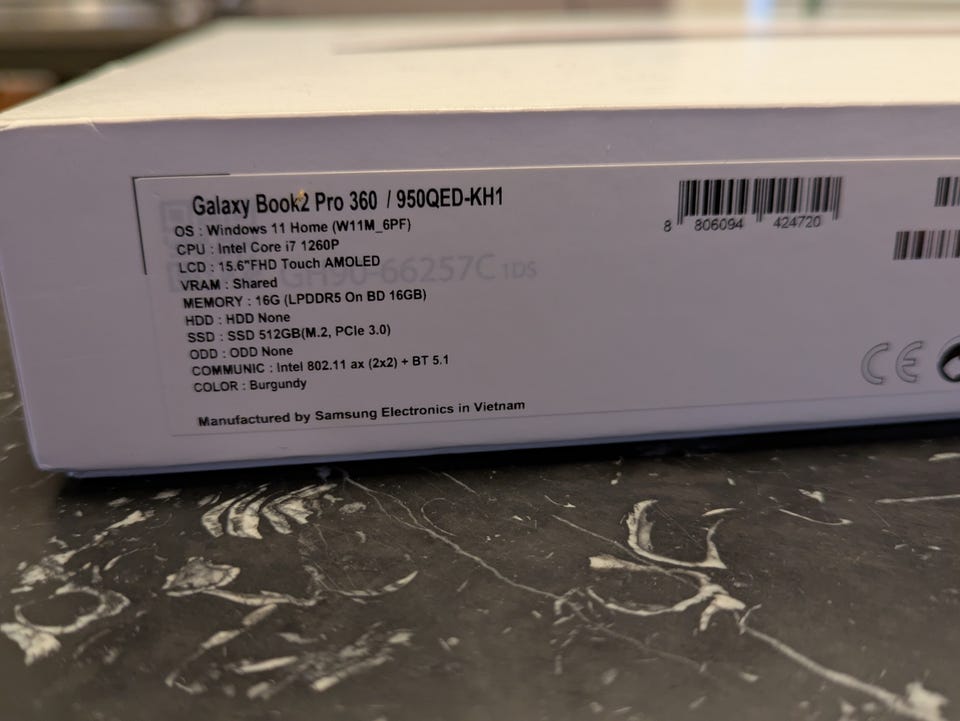 Galaxy Book2 Pro 360 / 950QED-KH1
OS : Windows 11 Home (W11M_6PF)
CPU : Intel Core i7 1260P
LCD : 15.6"FHD Touch AMOLED
GH90-66257C 1DS
VRAM : Shared
MEMORY : 16G (LPDDR5 On BD 16GB)
HDD : HDD None
SSD : SSD 512GB(M.2, PCIe 3.0)
ODD : ODD None
COMMUNIC : Intel 802.11 ax (2x2) + BT 5.1
COLOR : Burgundy
Manufactured by Samsung Electronics in Vietnam
8 806094 424720
CE